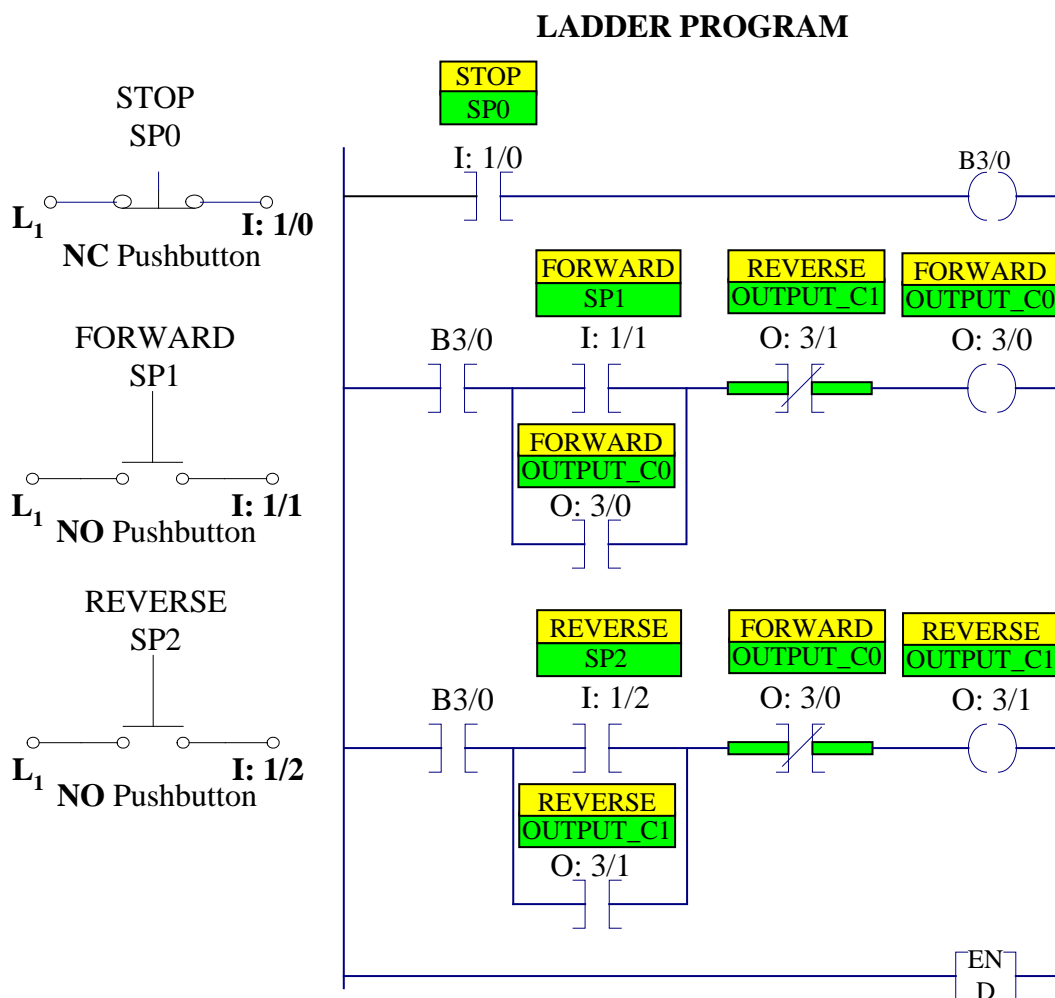 LADDER PROGRAM
STOP
SP0
I: 1/0
B3/0
STOP
SP0
L1
I: 1/0
NC Pushbutton
FORWARD
SP1
REVERSE
OUTPUT_C1
FORWARD
OUTPUT_C0
B3/0
I: 1/1
O: 3/1
O: 3/0
FORWARD
OUTPUT_C0
O: 3/0
FORWARD
SP1
L1
I: 1/1
NO Pushbutton
REVERSE
SP2
FORWARD
OUTPUT_C0
REVERSE
OUTPUT_C1
B3/0
I: 1/2
O: 3/0
O: 3/1
REVERSE
OUTPUT_C1
O: 3/1
REVERSE
SP2
L1
I: 1/2
NO Pushbutton
EN
D